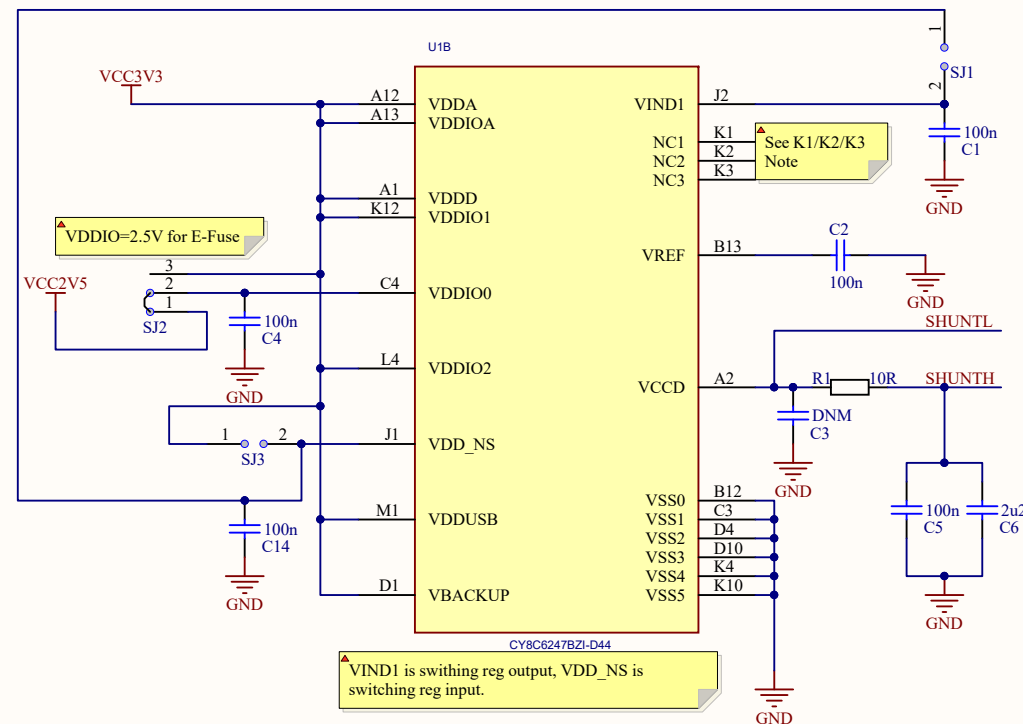 U1B
VCC3V3
A12 VDDA
A13 VDDIOA
A1 VDDD
K12 VDDIO1
VDDIO=2.5V for E-Fuse
VCC2V5
3
2
1
SJ2
100n
C4
GND
C4 VDDIO0
L4 VDDIO2
1 2
SJ3
J1 VDD_NS
100n
C14
GND
M1 VDDUSB
D1 VBACKUP
VIND1 J2
NC1 K1
NC2 K2
NC3 K3
See K1/K2/K3
Note
1
SJ1
2
100n
C1
GND
VREF B13
C2
100n
GND
SHUNTL
VCCD A2
R1 10R
SHUNTH
DNM
C3
GND
100n
C5
2u2
C6
GND
VSS0 B12
VSS1 C3
VSS2 D4
VSS3 D10
VSS4 K4
VSS5 K10
GND
CY8C6247BZI-D44
VIND1 is swithing reg output, VDD_NS is
switching reg input.